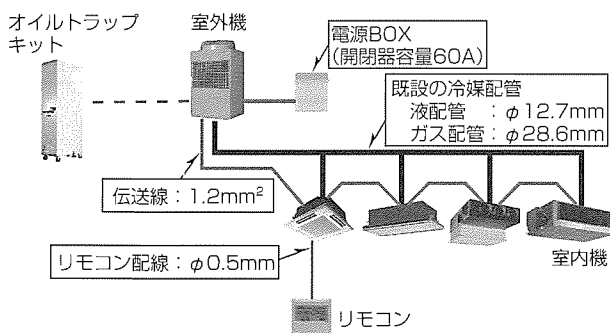 オイルトラップ
キット
室外機
電源BOX
(開閉器容量60A)
既設の冷媒配管
液配管 :φ12.7mm
ガス配管:φ28.6mm
伝送線:1.2mm²
リモコン配線:φ0.5mm
室内機
リモコン